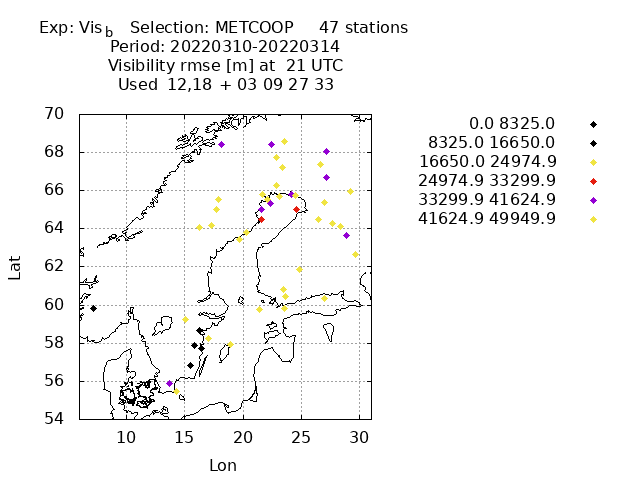 Exp: Vis b Selection: METCOOP 47 stations
Period: 20220310-20220314
Visibility rmse [m] at 21 UTC
Used 12,18 + 03 09 27 33
0.0 8325.0
8325.0 16650.0
16650.0 24974.9
24974.9 33299.9
33299.9 41624.9
41624.9 49949.9
70
68
66
64
62
60
58
56
54
Lat
10 15 20 25 30
Lon